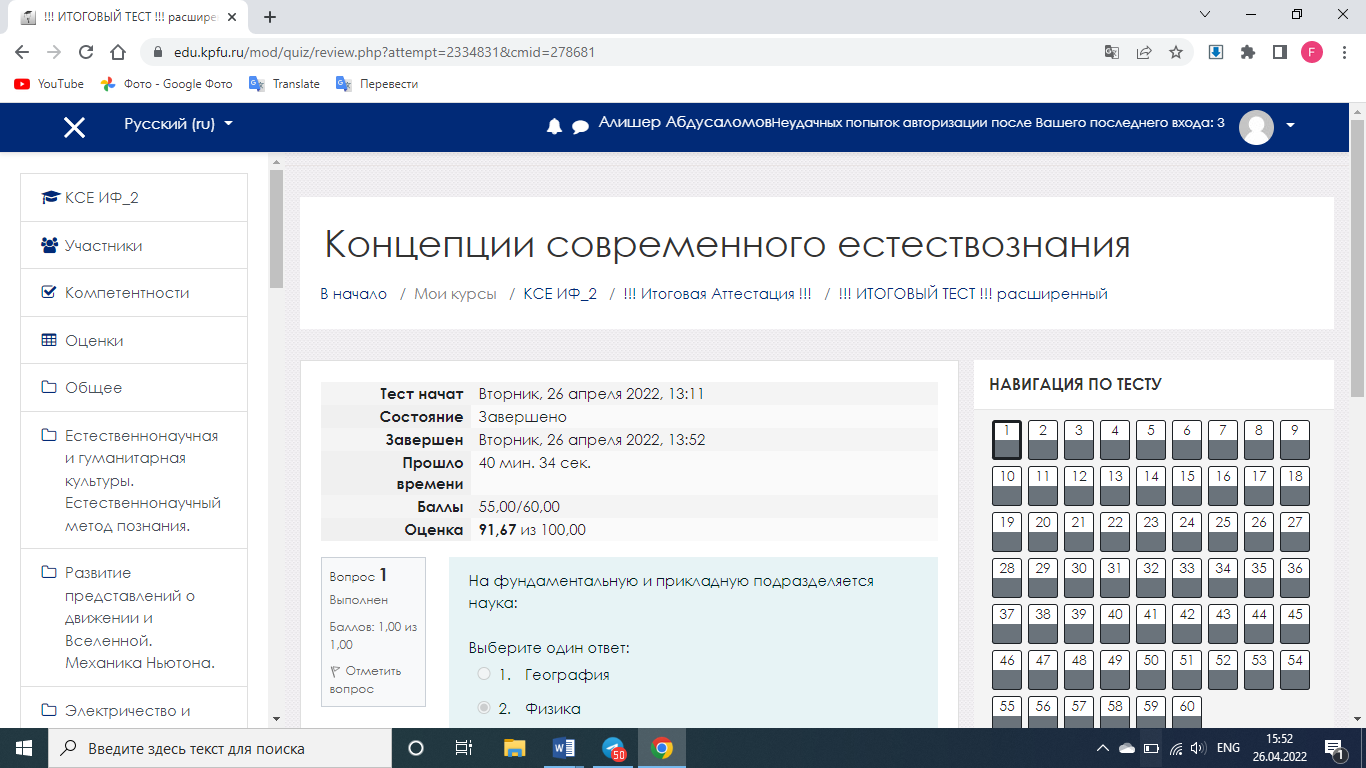 !!! ИТОГОВЫЙ ТЕСТ !!! расшире
edu.kpfu.ru/mod/quiz/review.php?attempt=2334831&cmid=278681
F
YouTube
Фото - Google Фото
Translate
Перевести
Русский (ru)
Алишер АбдусаломовНеудачных попыток авторизации после Вашего последнего входа: 3
КСЕ ИФ_2
Участники
Компетентности
Оценки
Общее
Естественнонаучная
и гуманитарная
культуры.
Естественнонаучный
метод познания.
Развитие
представлений о
движении и
Вселенной.
Механика Ньютона.
Электричество и
Концепции современного естествознания
В начало / Мои курсы / КСЕ ИФ_2 / !!! Итоговая Аттестация !!! / !!! ИТОГОВЫЙ ТЕСТ !!! расширенный
Тест начат Вторник, 26 апреля 2022, 13:11
Состояние Завершено
Завершен Вторник, 26 апреля 2022, 13:52
Прошло 40 мин. 34 сек.
времени
Баллы 55,00/60,00
Оценка 91,67 из 100,00
Вопрос 1
Выполнен
Баллов: 1,00 из
1,00
Отметить
вопрос
На фундаментальную и прикладную подразделяется
наука:
Выберите один ответ:
1. География
2. Физика
НАВИГАЦИЯ ПО ТЕСТУ
1 2 3 4 5 6 7 8 9
10 11 12 13 14 15 16 17 18
19 20 21 22 23 24 25 26 27
28 29 30 31 32 33 34 35 36
37 38 39 40 41 42 43 44 45
46 47 48 49 50 51 52 53 54
55 56 57 58 59 60
Введите здесь текст для поиска
50
ENG
15:52
26.04.2022
1